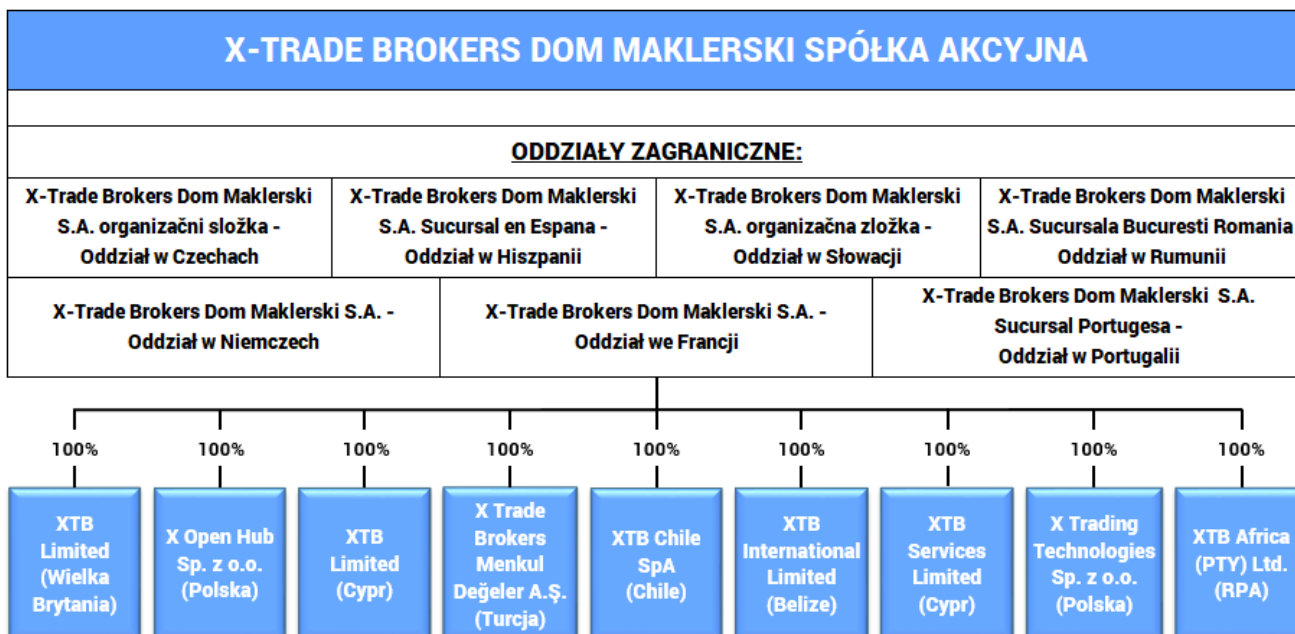 X-TRADE BROKERS DOM MAKLERSKI SPÓŁKA AKCYJNA
ODDZIAŁY ZAGRANICZNE:
X-Trade Brokers Dom Maklerski
S.A. organizačni složka -
Oddział w Czechach
X-Trade Brokers Dom Maklerski
S.A. Sucursal en Espana -
Oddział w Hiszpanii
X-Trade Brokers Dom Maklerski
S.A. organizačna zložka -
Oddział w Słowacji
X-Trade Brokers Dom Maklerski
S.A. Sucursala Bucuresti Romania
Oddział w Rumunii
X-Trade Brokers Dom Maklerski S.A. -
Oddział w Niemczech
X-Trade Brokers Dom Maklerski S.A. -
Oddział we Francji
X-Trade Brokers Dom Maklerski S.A.
Sucursal Portugesa -
Oddział w Portugalii
100%
100%
100%
100%
100%
100%
100%
100%
100%
XTB
Limited
(Wielka
Brytania)
X Open Hub
Sp. z o.o.
(Polska)
XTB
Limited
(Cypr)
X Trade
Brokers
Menkul
Değeler A.Ş.
(Turcja)
XTB Chile
SpA
(Chile)
XTB
International
Limited
(Belize)
XTB
Services
Limited
(Cypr)
X Trading
Technologies
Sp. z o.o.
(Polska)
XTB Africa
(PTY) Ltd.
(RPA)